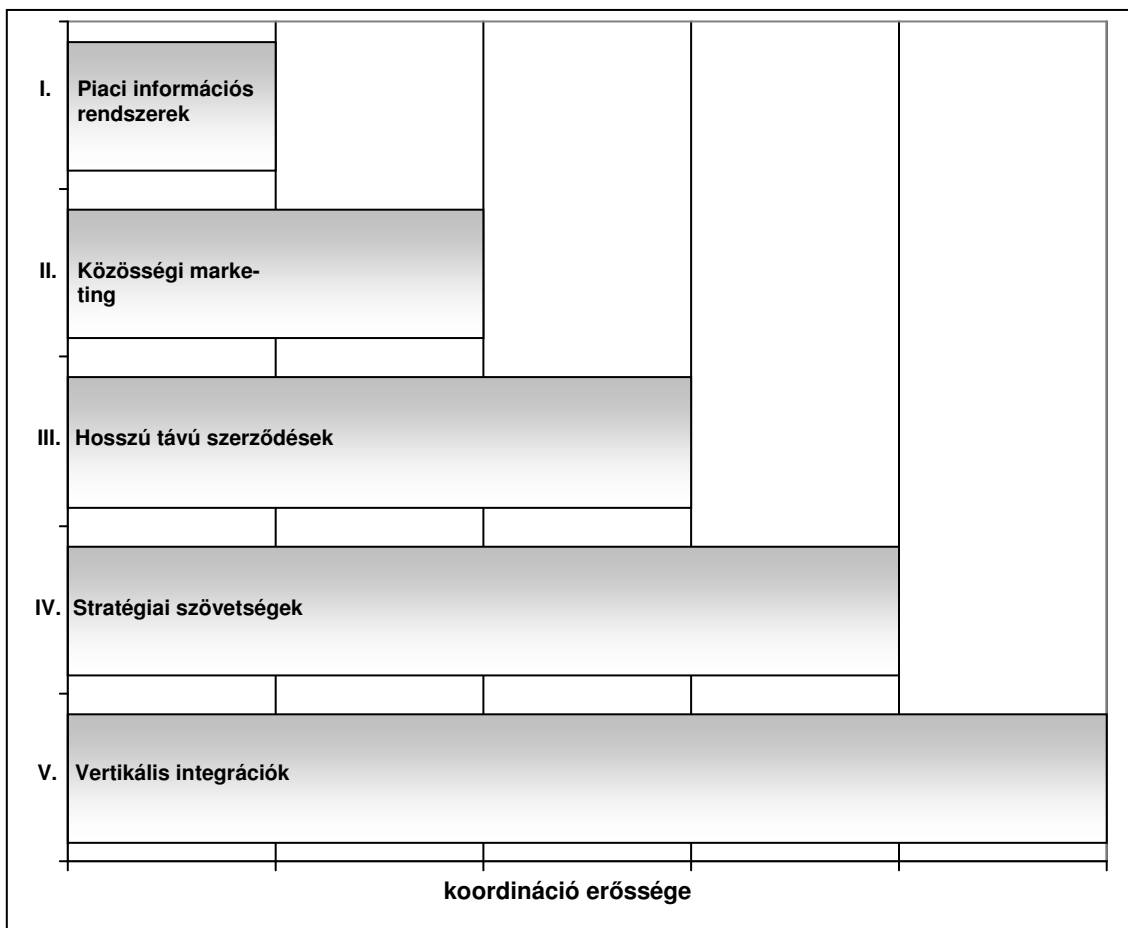 I. Piaci információs
rendszerek
II. Közösségi marke-
ting
III. Hosszú távú szerződések
IV. Stratégiai szövetségek
V. Vertikális integrációk
koordináció erőssége